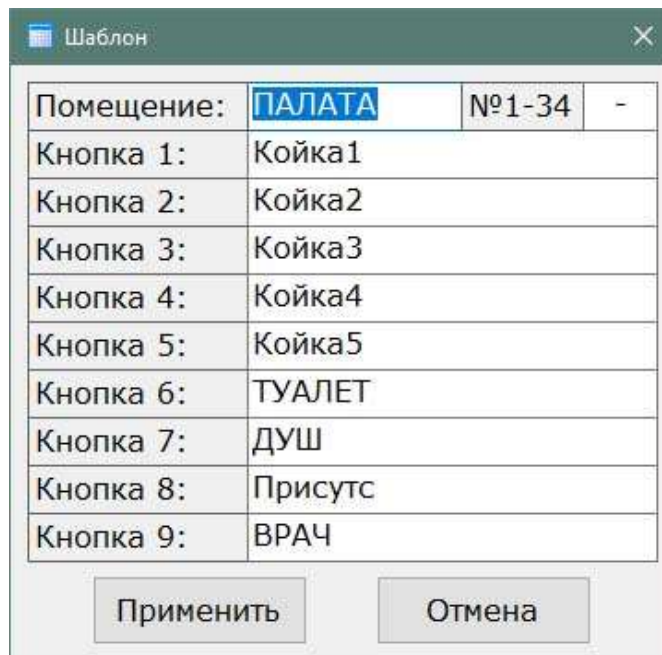 Шаблон
Помещение: ПАЛАТА №1-34 -
Кнопка 1: Койка1
Кнопка 2: Койка2
Кнопка 3: Койка3
Кнопка 4: Койка4
Кнопка 5: Койка5
Кнопка 6: ТУАЛЕТ
Кнопка 7: ДУШ
Кнопка 8: Присутс
Кнопка 9: ВРАЧ
Применить Отмена